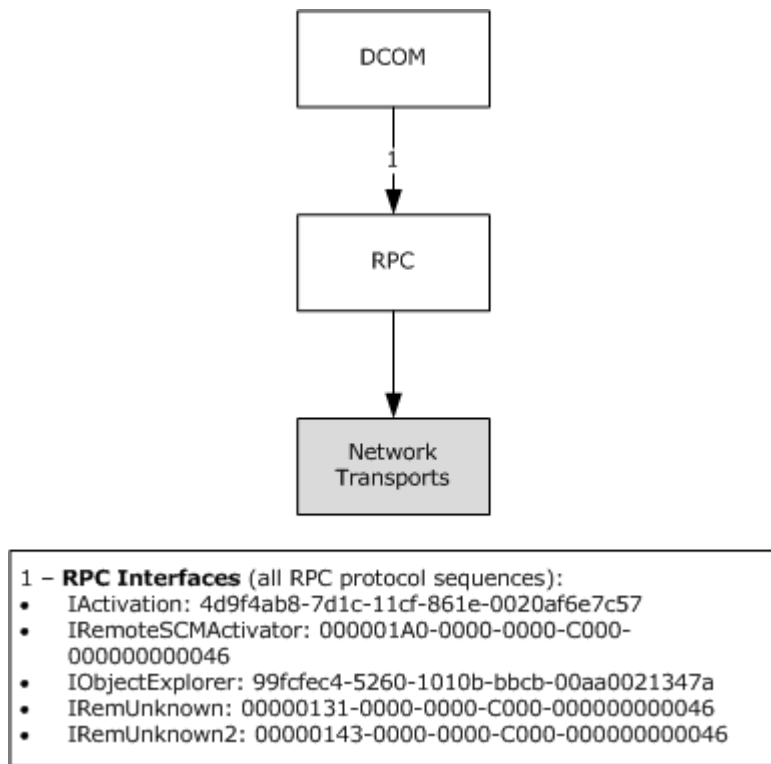 DCOM
1
RPC
Network
Transports
1 – RPC Interfaces (all RPC protocol sequences):
• IActivation: 4d9f4ab8-7d1c-11cf-861e-0020af6e7c57
• IRemoteSCMActivator: 000001A0-0000-0000-C000-
000000000046
• IObjectExplorer: 99fcfec4-5260-1010b-bbcb-00aa0021347a
• IRemUnknown: 00000131-0000-0000-C000-000000000046
• IRemUnknown2: 00000143-0000-0000-C000-000000000046